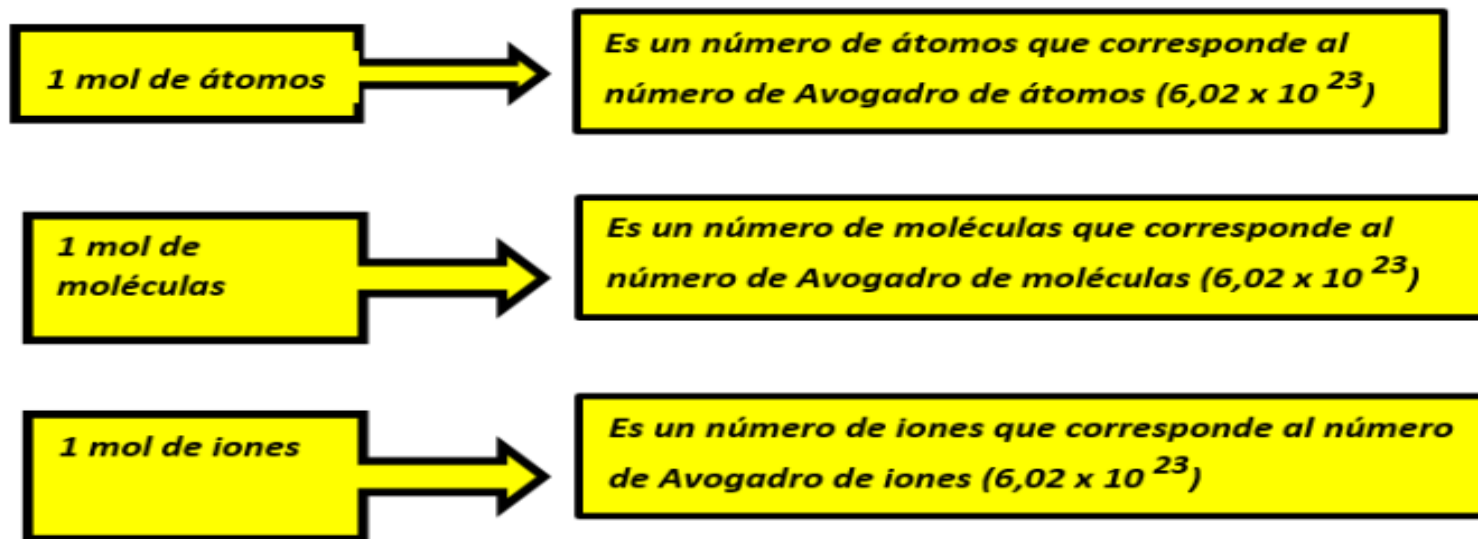 1 mol de átomos
Es un número de átomos que corresponde al
número de Avogadro de átomos (6,02 x 10 ²³)
1 mol de
moléculas
Es un número de moléculas que corresponde al
número de Avogadro de moléculas (6,02 x 10 ²³)
1 mol de iones
Es un número de iones que corresponde al número
de Avogadro de iones (6,02 x 10 ²³)